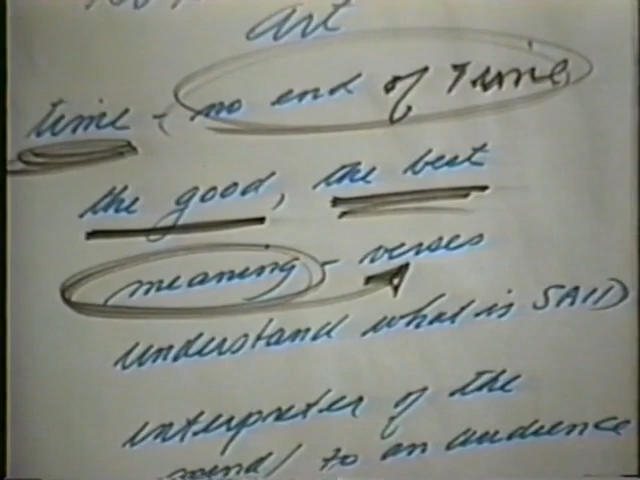 art
time - no end of Time
the good, the best
meaning - verses
understand what is SAID
interpreter of the
to an audience